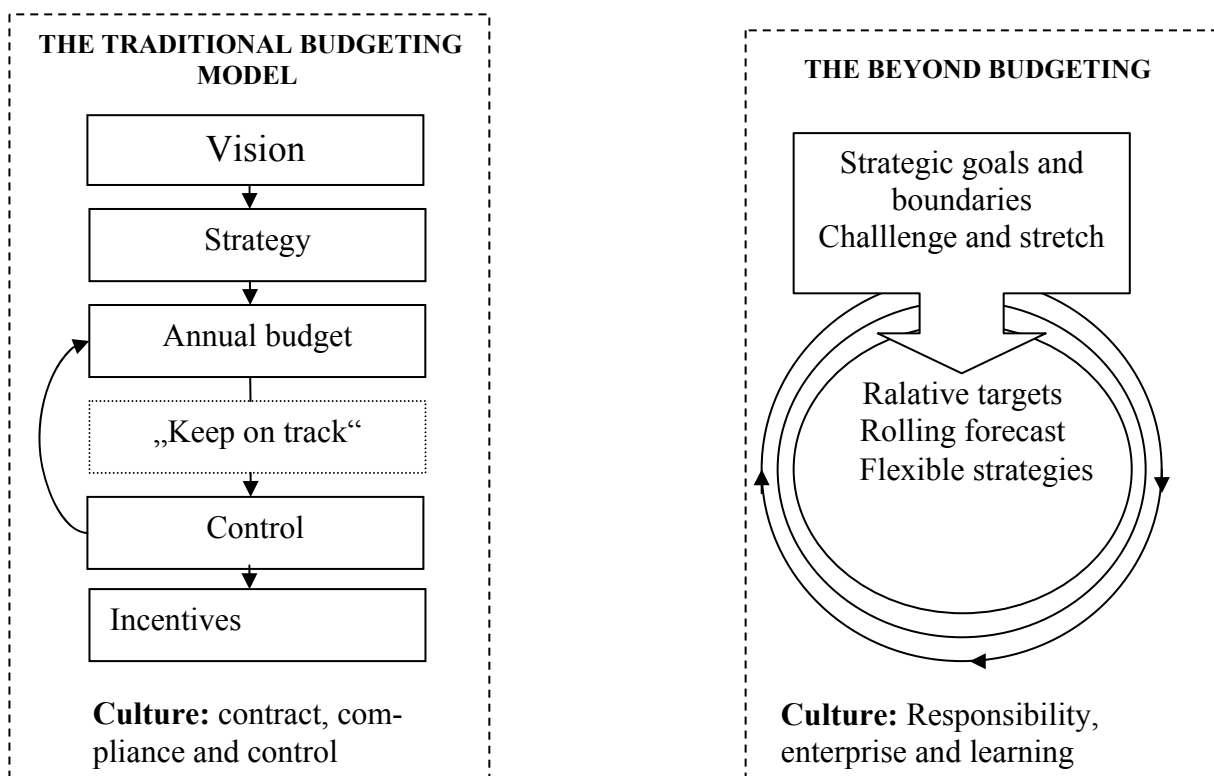 THE TRADITIONAL BUDGETING
MODEL
Vision
Strategy
Annual budget
„Keep on track“
Control
Incentives
Culture: contract, com-
pliance and control
THE BEYOND BUDGETING
Strategic goals and
boundaries
Challlenge and stretch
Ralative targets
Rolling forecast
Flexible strategies
Culture: Responsibility,
enterprise and learning